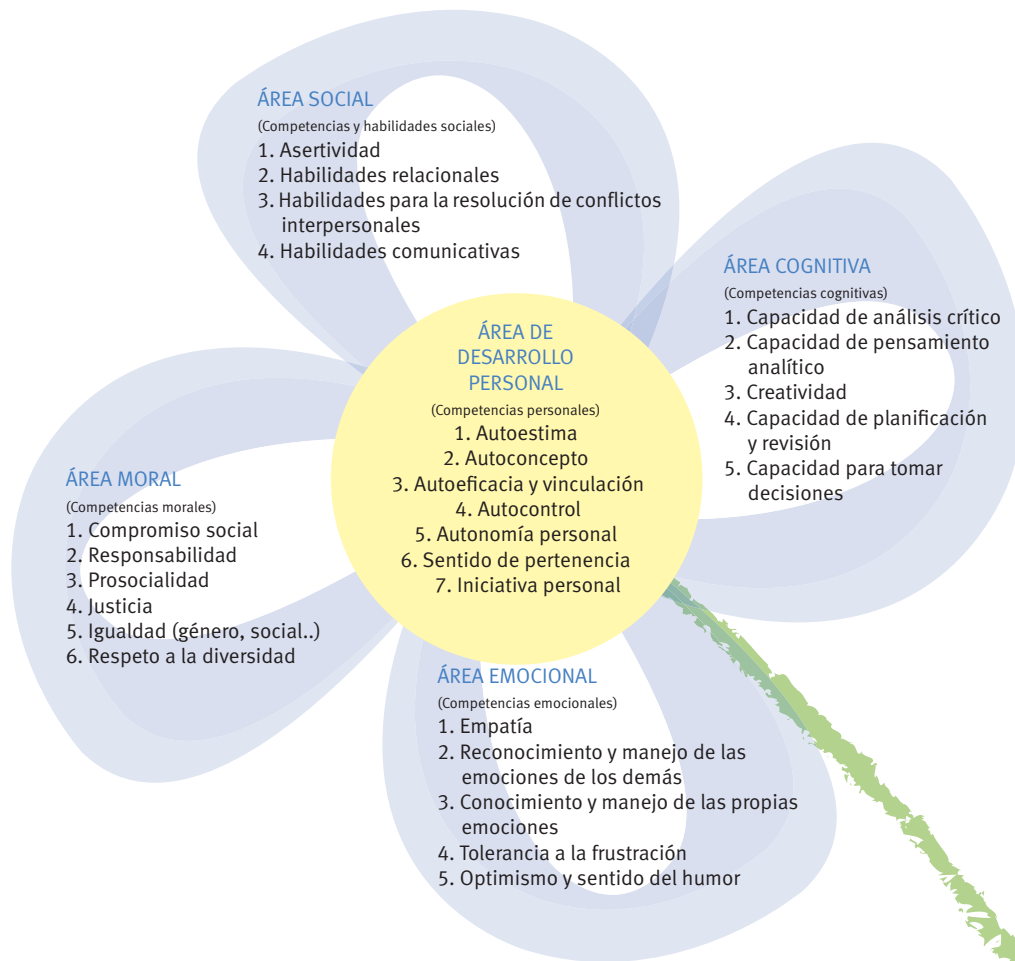 ÁREA SOCIAL
(Competencias y habilidades sociales)
1. Asertividad
2. Habilidades relacionales
3. Habilidades para la resolución de conflictos
interpersonales
4. Habilidades comunicativas
ÁREA COGNITIVA
(Competencias cognitivas)
1. Capacidad de análisis crítico
2. Capacidad de pensamiento
analítico
3. Creatividad
4. Capacidad de planificación
y revisión
5. Capacidad para tomar
decisiones
ÁREA DE
DESARROLLO
PERSONAL
(Competencias personales)
1. Autoestima
2. Autoconcepto
3. Autoeficacia y vinculación
4. Autocontrol
5. Autonomía personal
6. Sentido de pertenencia
7. Iniciativa personal
ÁREA MORAL
(Competencias morales)
1. Compromiso social
2. Responsabilidad
3. Prosocialidad
4. Justicia
5. Igualdad (género, social..)
6. Respeto a la diversidad
ÁREA EMOCIONAL
(Competencias emocionales)
1. Empatía
2. Reconocimiento y manejo de las
emociones de los demás
3. Conocimiento y manejo de las propias
emociones
4. Tolerancia a la frustración
5. Optimismo y sentido del humor